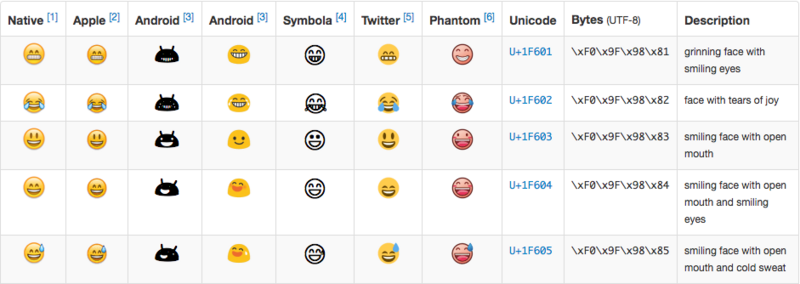 Native [1] Apple [2] Android [3] Android [3] Symbola [4] Twitter [5] Phantom [6] Unicode Bytes (UTF-8) Description
U+1F601 \xF0\x9F\x98\x81 grinning face with
smiling eyes
U+1F602 \xF0\x9F\x98\x82 face with tears of joy
U+1F603 \xF0\x9F\x98\x83 smiling face with open
mouth
U+1F604 \xF0\x9F\x98\x84 smiling face with open
mouth and smiling
eyes
U+1F605 \xF0\x9F\x98\x85 smiling face with open
mouth and cold sweat